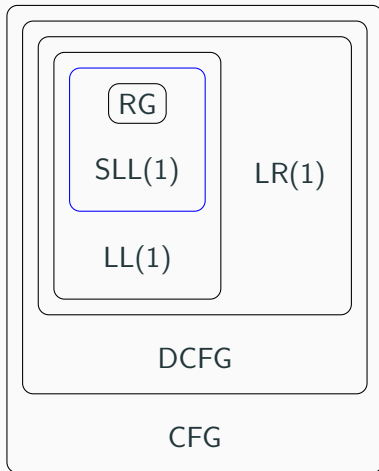 RG
SLL(1)
LR(1)
LL(1)
DCFG
CFG